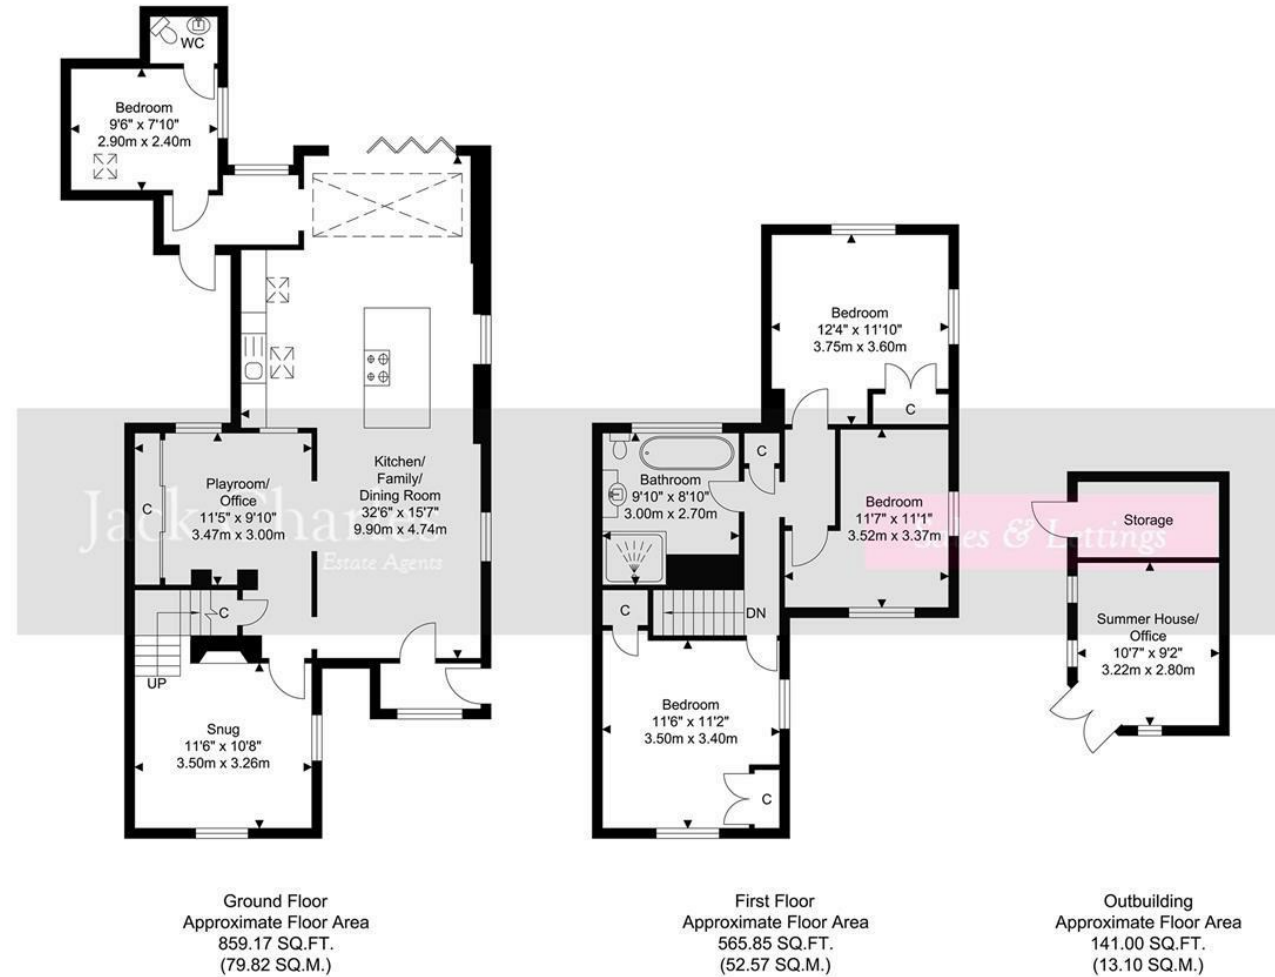 WC
Bedroom
9'6" x 7'10"
2.90m x 2.40m
Kitchen/
Family/
Dining Room
32'6" x 15'7"
9.90m x 4.74m
C
Playroom/
Office
11'5" x 9'10"
3.47m x 3.00m
C
UP
Snug
11'6" x 10'8"
3.50m x 3.26m
Jack Charles
Estate Agents
Ground Floor
Approximate Floor Area
859.17 SQ.FT.
(79.82 SQ.M.)
Bedroom
12'4" x 11'10"
3.75m x 3.60m
C
C
Bathroom
9'10" x 8'10"
3.00m x 2.70m
Bedroom
11'7" x 11'1"
3.52m x 3.37m
C
DN
Bedroom
11'6" x 11'2"
3.50m x 3.40m
C
Sales & Lettings
First Floor
Approximate Floor Area
565.85 SQ.FT.
(52.57 SQ.M.)
Storage
Summer House/
Office
10'7" x 9'2"
3.22m x 2.80m
Outbuilding
Approximate Floor Area
141.00 SQ.FT.
(13.10 SQ.M.)